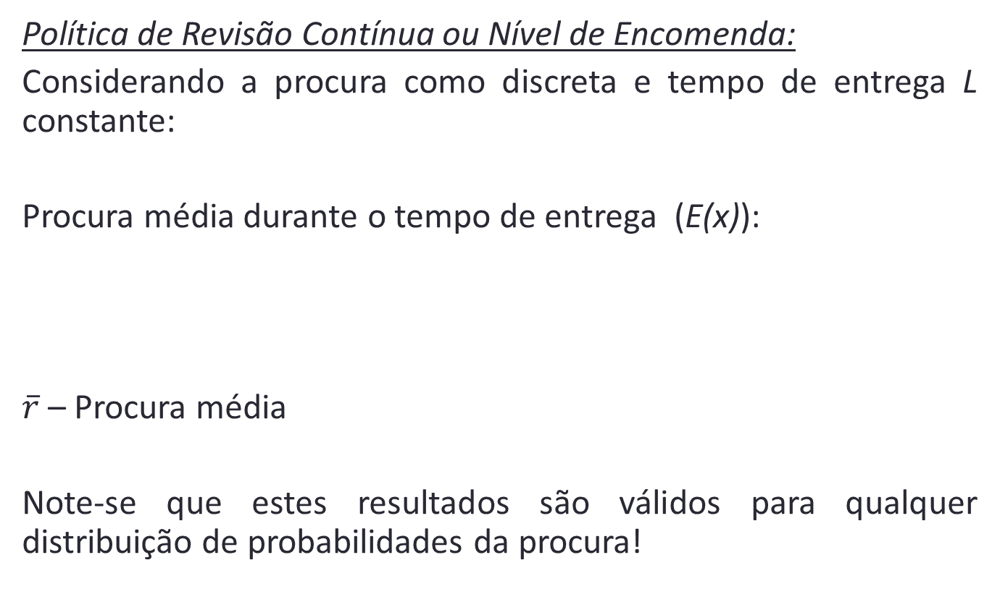 Política de Revisão Contínua ou Nível de Encomenda:
Considerando a procura como discreta e tempo de entrega L
constante:
Procura média durante o tempo de entrega (E(x)):
r̄ – Procura média
Note-se que estes resultados são válidos para qualquer
distribuição de probabilidades da procura!